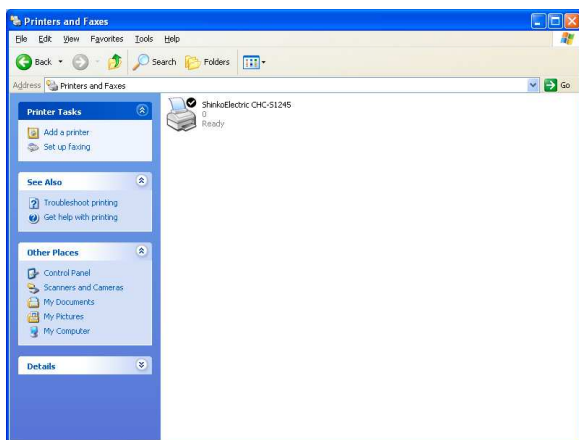 Printers and Faxes
File Edit View Favorites Tools Help
Back Search Folders
Address Printers and Faxes Go
Printer Tasks
Add a printer
Set up faxing
See Also
Troubleshoot printing
Get help with printing
Other Places
Control Panel
Scanners and Cameras
My Documents
My Pictures
My Computer
Details
ShinkoElectric CHC-S1245
0
Ready